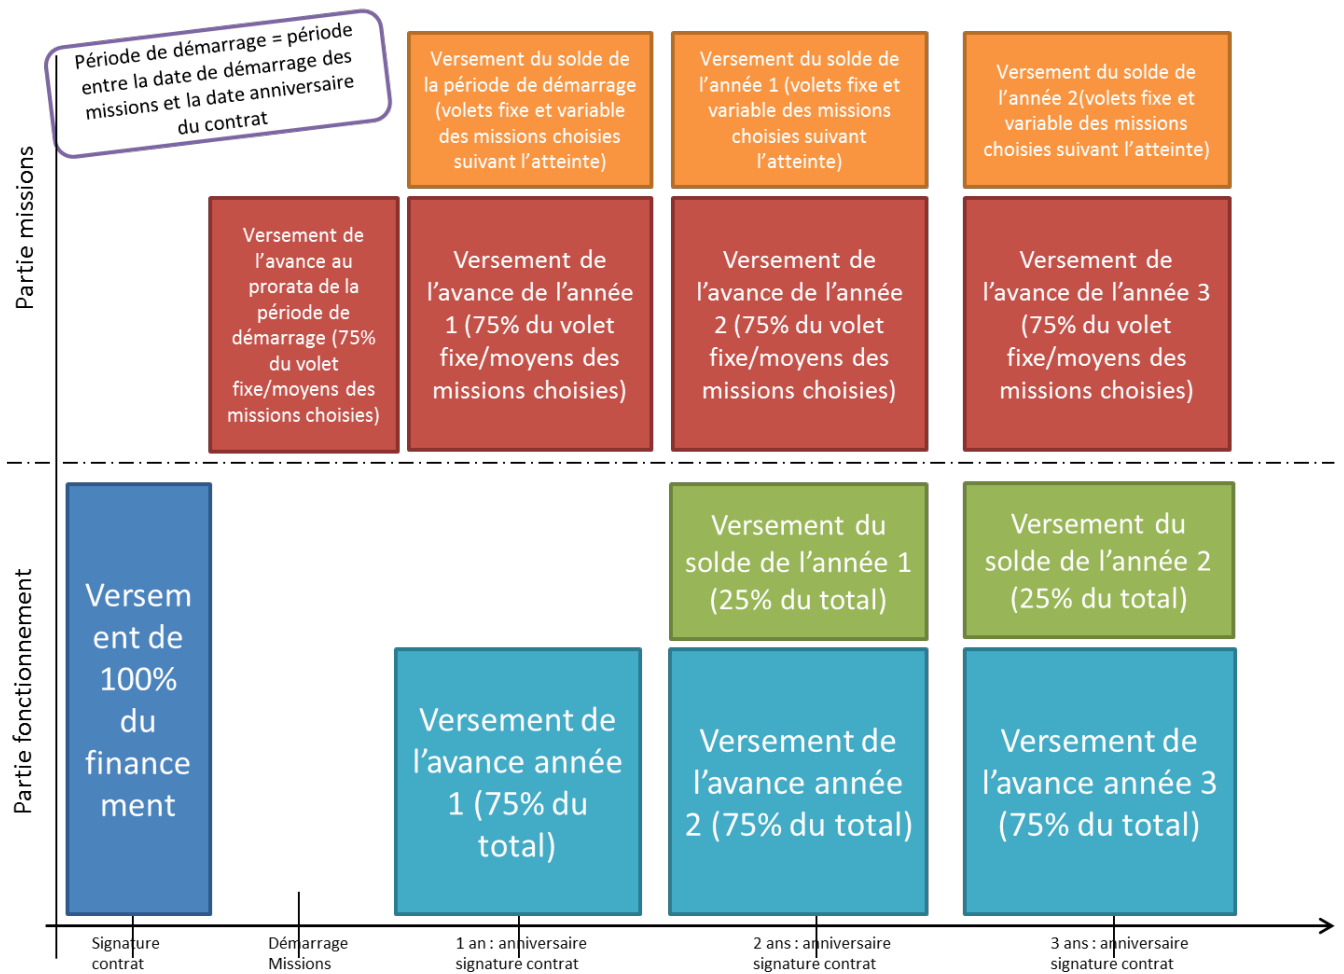 Période de démarrage = période
entre la date de démarrage des
missions et la date anniversaire
du contrat
Versement du solde de
la période de démarrage
(volets fixe et variable
des missions choisies
suivant l’atteinte)
Versement du solde de
l’année 1 (volets fixe et
variable des missions
choisies suivant
l’atteinte)
Versement du solde de
l’année 2(volets fixe et
variable des missions
choisies suivant l’atteinte)
Partie missions
Versement de
l’avance au
prorata de la
période de
démarrage (75%
du volet
fixe/moyens des
missions choisies)
Versement de
l’avance de l’année
1 (75% du volet
fixe/moyens des
missions choisies)
Versement de
l’avance de l’année
2 (75% du volet
fixe/moyens des
missions choisies)
Versement de
l’avance de l’année 3
(75% du volet
fixe/moyens des
missions choisies)
Partie fonctionnement
Versem
ent de
100%
du
finance
ment
Versement du
solde de l’année 1
(25% du total)
Versement du
solde de l’année 2
(25% du total)
Versement de
l’avance année
1 (75% du
total)
Versement de
l’avance année
2 (75% du total)
Versement de
l’avance année 3
(75% du total)
Signature
contrat
Démarrage
Missions
1 an : anniversaire
signature contrat
2 ans : anniversaire
signature contrat
3 ans : anniversaire
signature contrat